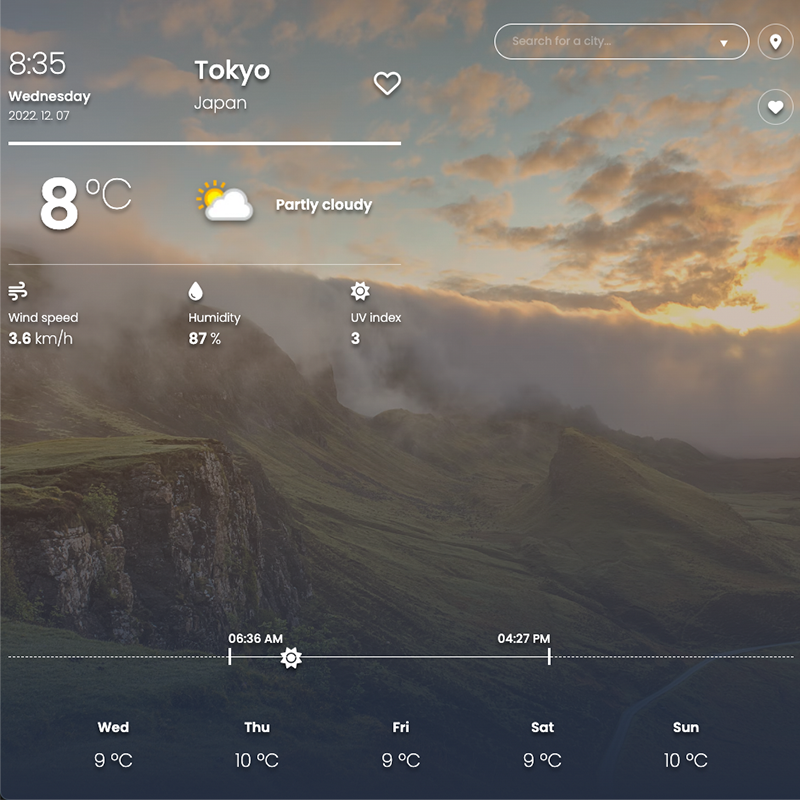 Search for a city...
8:35
Wednesday
2022. 12. 07
Tokyo
Japan
8 °C
Partly cloudy
Wind speed
3.6 km/h
Humidity
87 %
UV index
3
06:36 AM
04:27 PM
Wed
9 °C
Thu
10 °C
Fri
9 °C
Sat
9 °C
Sun
10 °C